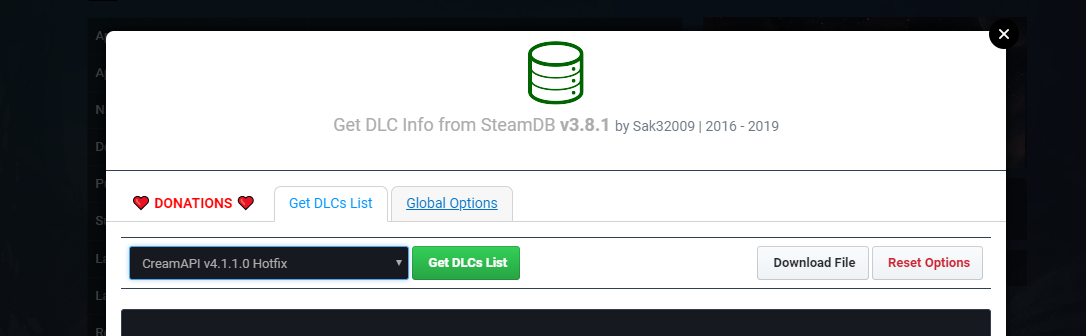 Get DLC Info from SteamDB v3.8.1 by Sak32009 | 2016 - 2019
DONATIONS
Get DLCs List
Global Options
CreamAPI v4.1.1.0 Hotfix
Get DLCs List
Download File
Reset Options